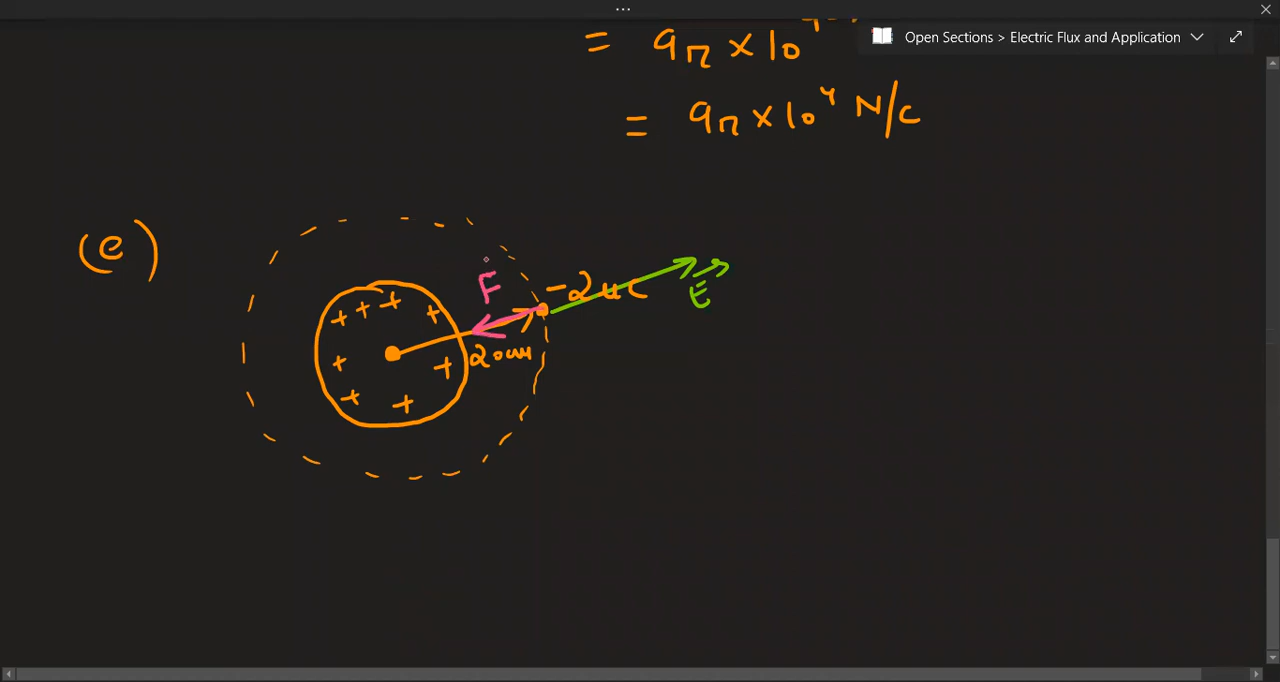 = 9π × 10
Open Sections > Electric Flux and Application
= 9π × 10⁴ N/C
(e)
F
-2uc
E
20cm
+ + + +
+ +
+ +